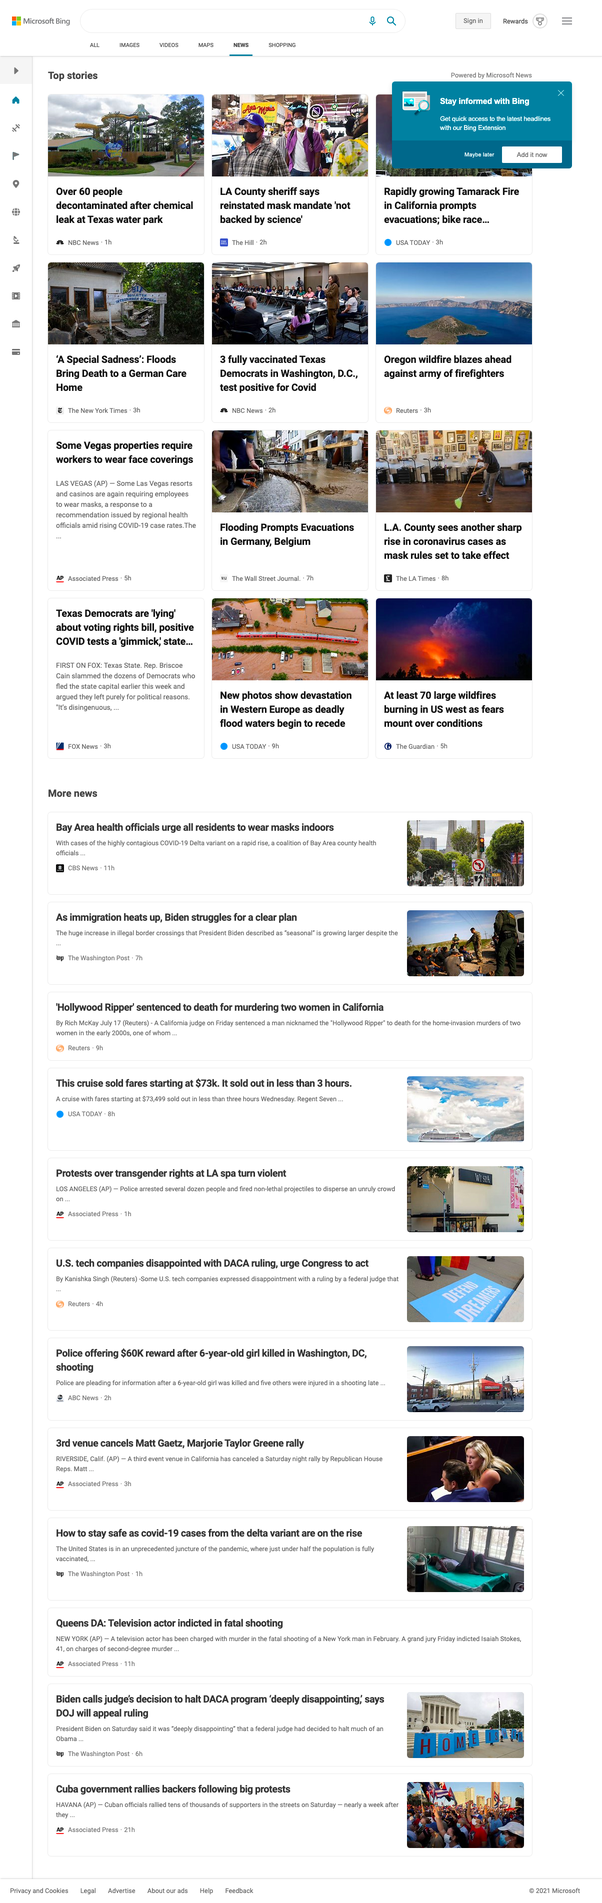 Microsoft Bing
Sign in
Rewards
ALL
IMAGES
VIDEOS
MAPS
NEWS
SHOPPING
Top stories
Powered by Microsoft News
Stay informed with Bing
Get quick access to the latest headlines
with our Bing Extension
Maybe later
Add it now
Over 60 people
decontaminated after chemical
leak at Texas water park
NBC News · 1h
LA County sheriff says
reinstated mask mandate 'not
backed by science'
The Hill · 2h
Rapidly growing Tamarack Fire
in California prompts
evacuations; bike race...
USA TODAY · 3h
'A Special Sadness': Floods
Bring Death to a German Care
Home
The New York Times · 3h
3 fully vaccinated Texas
Democrats in Washington, D.C.,
test positive for Covid
NBC News · 2h
Oregon wildfire blazes ahead
against army of firefighters
Reuters · 3h
Some Vegas properties require
workers to wear face coverings
LAS VEGAS (AP) — Some Las Vegas resorts
and casinos are again requiring employees
to wear masks, a response to a
recommendation issued by regional health
officials amid rising COVID-19 case rates.The
...
AP Associated Press · 5h
Flooding Prompts Evacuations
in Germany, Belgium
The Wall Street Journal. · 7h
L.A. County sees another sharp
rise in coronavirus cases as
mask rules set to take effect
The LA Times · 8h
Texas Democrats are 'lying'
about voting rights bill, positive
COVID tests a 'gimmick,' state...
FIRST ON FOX: Texas State. Rep. Briscoe
Cain slammed the dozens of Democrats who
fled the state capital earlier this week and
argued they left purely for political reasons.
"It's disingenuous, ...
FOX News · 3h
New photos show devastation
in Western Europe as deadly
flood waters begin to recede
USA TODAY · 9h
At least 70 large wildfires
burning in US west as fears
mount over conditions
The Guardian · 5h
More news
Bay Area health officials urge all residents to wear masks indoors
With cases of the highly contagious COVID-19 Delta variant on a rapid rise, a coalition of Bay Area county health
officials ...
CBS News · 11h
As immigration heats up, Biden struggles for a clear plan
The huge increase in illegal border crossings that President Biden described as "seasonal" is growing larger despite the
...
wp The Washington Post · 7h
'Hollywood Ripper' sentenced to death for murdering two women in California
By Rich McKay July 17 (Reuters) - A California judge on Friday sentenced a man nicknamed the "Hollywood Ripper" to death for the home-invasion murders of two
women in the early 2000s, one of whom ...
Reuters · 9h
This cruise sold fares starting at $73k. It sold out in less than 3 hours.
A cruise with fares starting at $73,499 sold out in less than three hours Wednesday. Regent Seven ...
USA TODAY · 8h
Protests over transgender rights at LA spa turn violent
LOS ANGELES (AP) — Police arrested several dozen people and fired non-lethal projectiles to disperse an unruly crowd
on ...
AP Associated Press · 1h
U.S. tech companies disappointed with DACA ruling, urge Congress to act
By Kanishka Singh (Reuters) -Some U.S. tech companies expressed disappointment with a ruling by a federal judge that
...
Reuters · 4h
DEFEND
DREAMERS
Police offering $60K reward after 6-year-old girl killed in Washington, DC,
shooting
Police are pleading for information after a 6-year-old girl was killed and five others were injured in a shooting late ...
ABC News · 2h
3rd venue cancels Matt Gaetz, Marjorie Taylor Greene rally
RIVERSIDE, Calif. (AP) — A third event venue in California has canceled a Saturday night rally by Republican House
Reps. Matt ...
AP Associated Press · 3h
How to stay safe as covid-19 cases from the delta variant are on the rise
The United States is in an unprecedented juncture of the pandemic, where just under half the population is fully
vaccinated, ...
wp The Washington Post · 1h
Queens DA: Television actor indicted in fatal shooting
NEW YORK (AP) — A television actor has been charged with murder in the fatal shooting of a New York man in February. A grand jury Friday indicted Isaiah Stokes,
41, on charges of second-degree murder ...
AP Associated Press · 11h
Biden calls judge's decision to halt DACA program 'deeply disappointing,' says
DOJ will appeal ruling
President Biden on Saturday said it was "deeply disappointing" that a federal judge had decided to halt much of an
Obama ...
wp The Washington Post · 6h
HOME
Cuba government rallies backers following big protests
HAVANA (AP) — Cuban officials rallied tens of thousands of supporters in the streets on Saturday — nearly a week after
they ...
AP Associated Press · 21h
Privacy and Cookies
Legal
Advertise
About our ads
Help
Feedback
© 2021 Microsoft